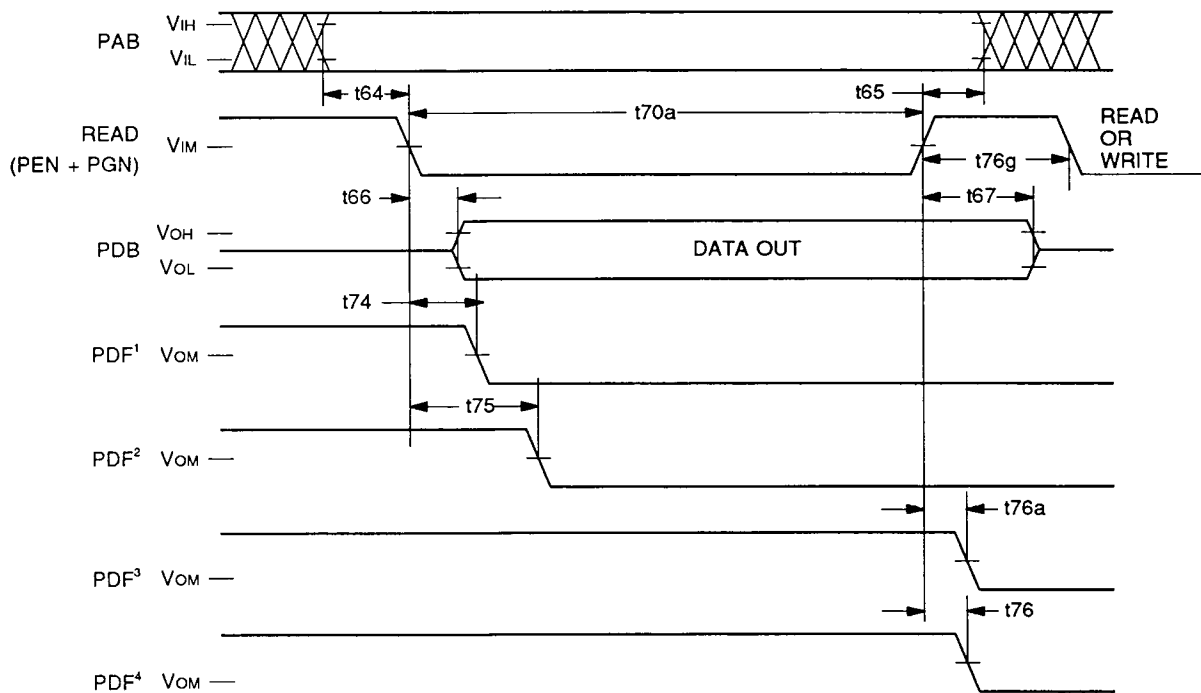 PAB
VIH
VIL
t64
t70a
t65
READ
(PEN + PGN)
VIM
READ
OR
WRITE
t76g
t66
t67
PDB
VOH
VOL
DATA OUT
t74
PDF¹ VOM
t75
PDF² VOM
t76a
PDF³ VOM
t76
PDF⁴ VOM